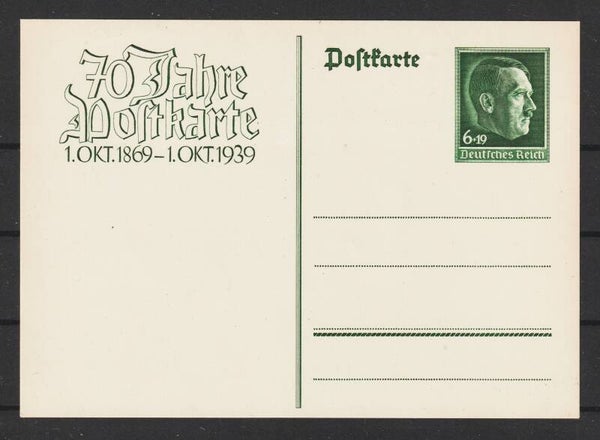 70 Jahre
Postkarte
1. OKT. 1869 – 1. OKT. 1939
Postkarte
6+19
Deutsches Reich